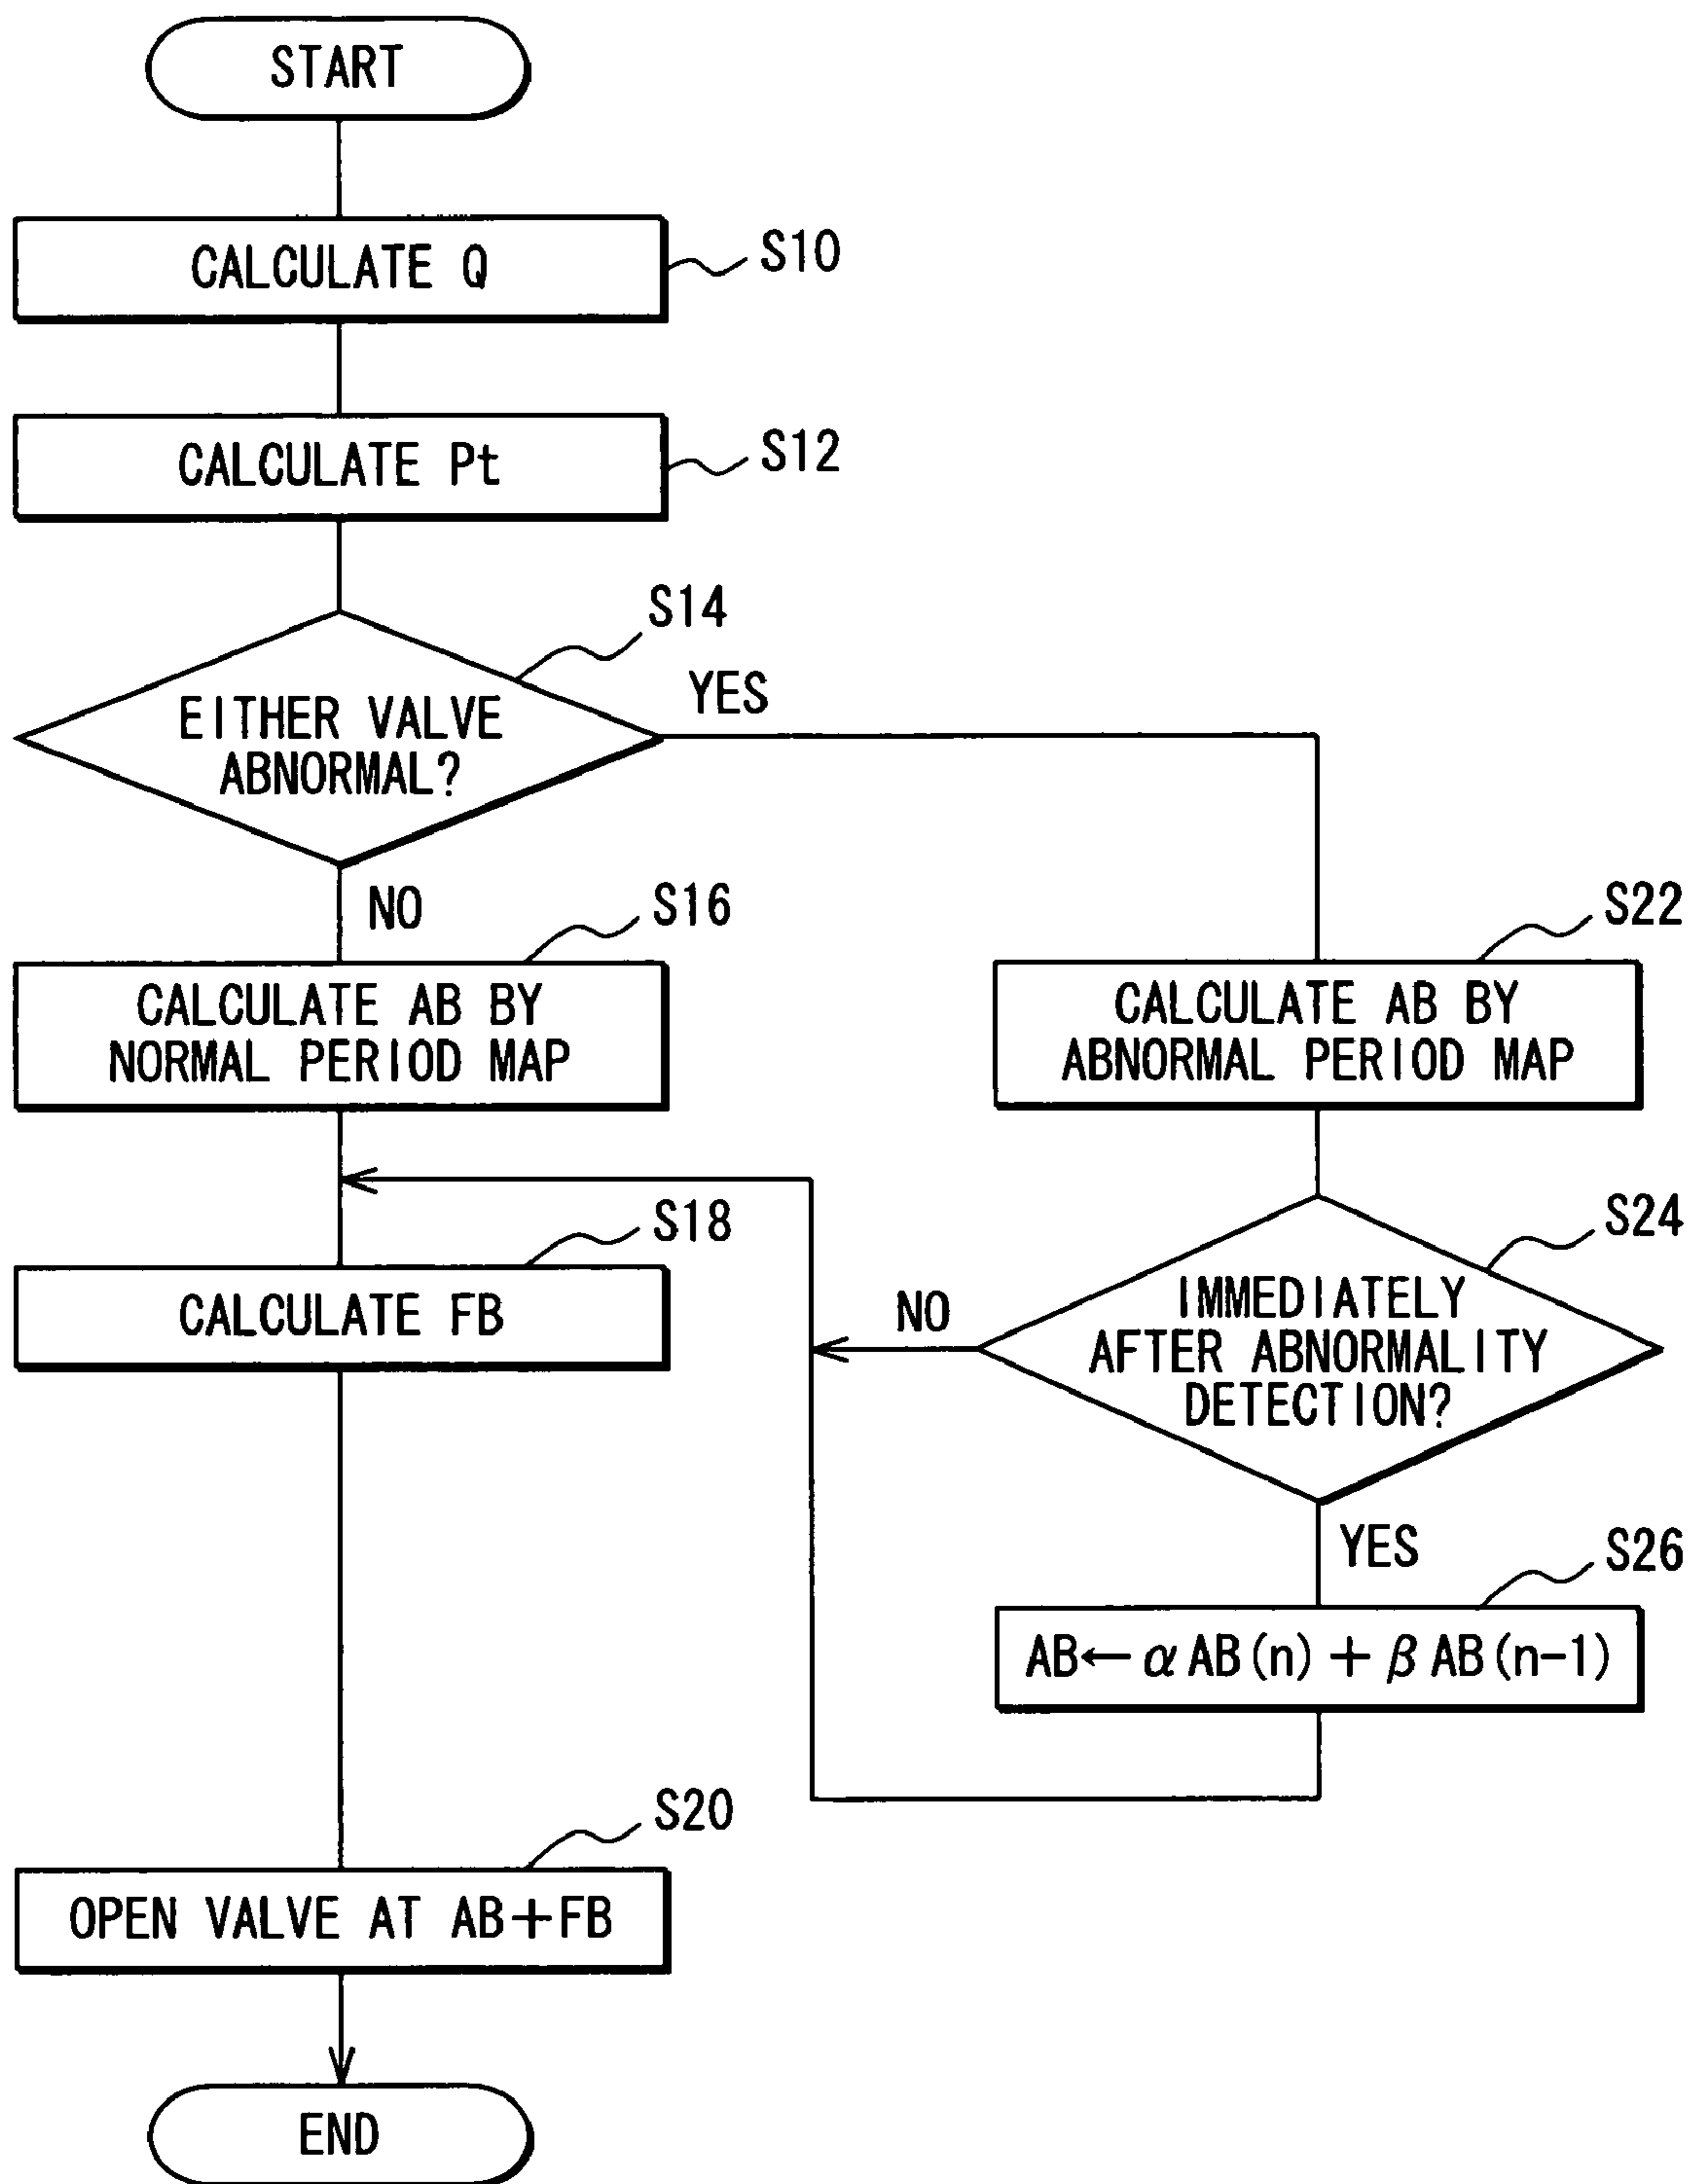 START
CALCULATE Q
S10
CALCULATE Pt
S12
S14
EITHER VALVE
ABNORMAL?
YES
NO
S16
CALCULATE AB BY
NORMAL PERIOD MAP
S22
CALCULATE AB BY
ABNORMAL PERIOD MAP
S18
CALCULATE FB
S24
IMMEDIATELY
AFTER ABNORMALITY
DETECTION?
NO
YES
S26
AB← α AB(n) + β AB(n-1)
S20
OPEN VALVE AT AB+FB
END